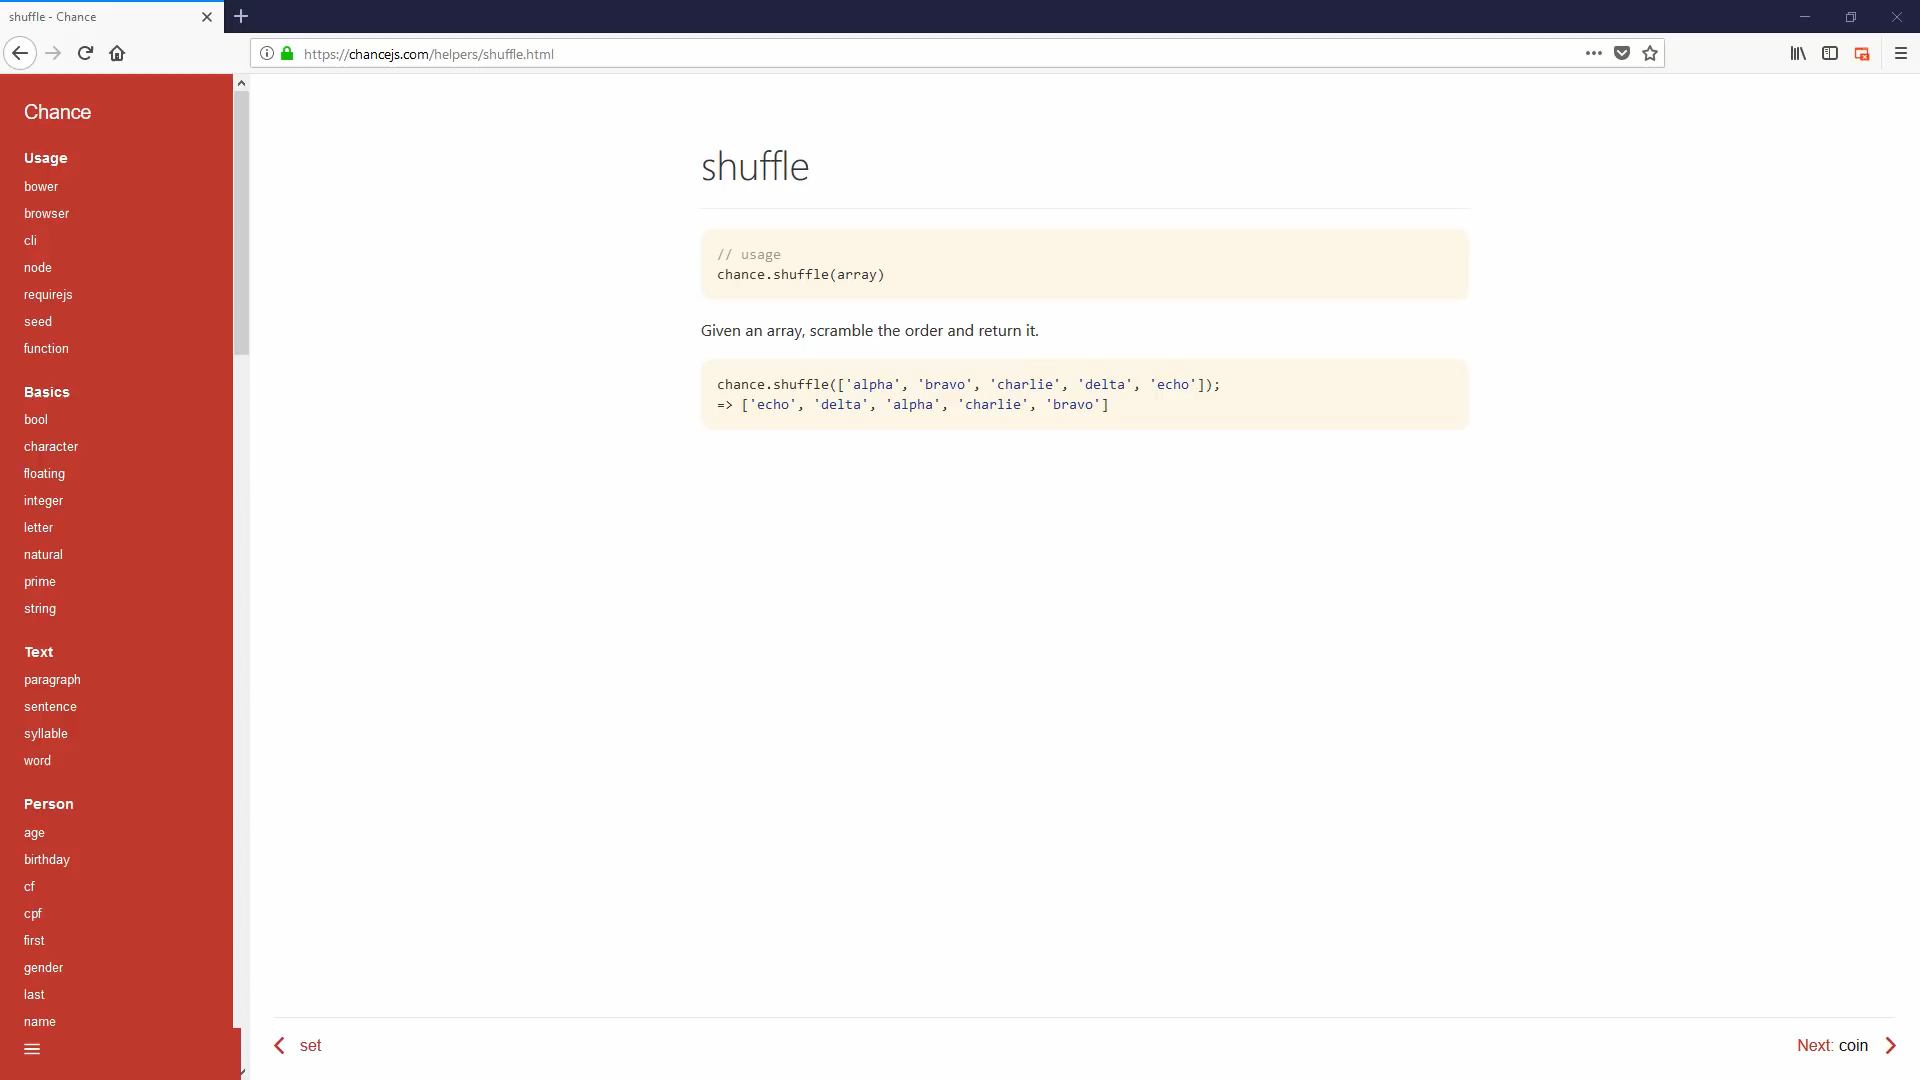 shuffle - Chance
https://chancejs.com/helpers/shuffle.html
Chance
Usage
bower
browser
cli
node
requirejs
seed
function
Basics
bool
character
floating
integer
letter
natural
prime
string
Text
paragraph
sentence
syllable
word
Person
age
birthday
cf
cpf
first
gender
last
name
shuffle
// usage
chance.shuffle(array)
Given an array, scramble the order and return it.
chance.shuffle(['alpha', 'bravo', 'charlie', 'delta', 'echo']);
=> ['echo', 'delta', 'alpha', 'charlie', 'bravo']
set
Next: coin